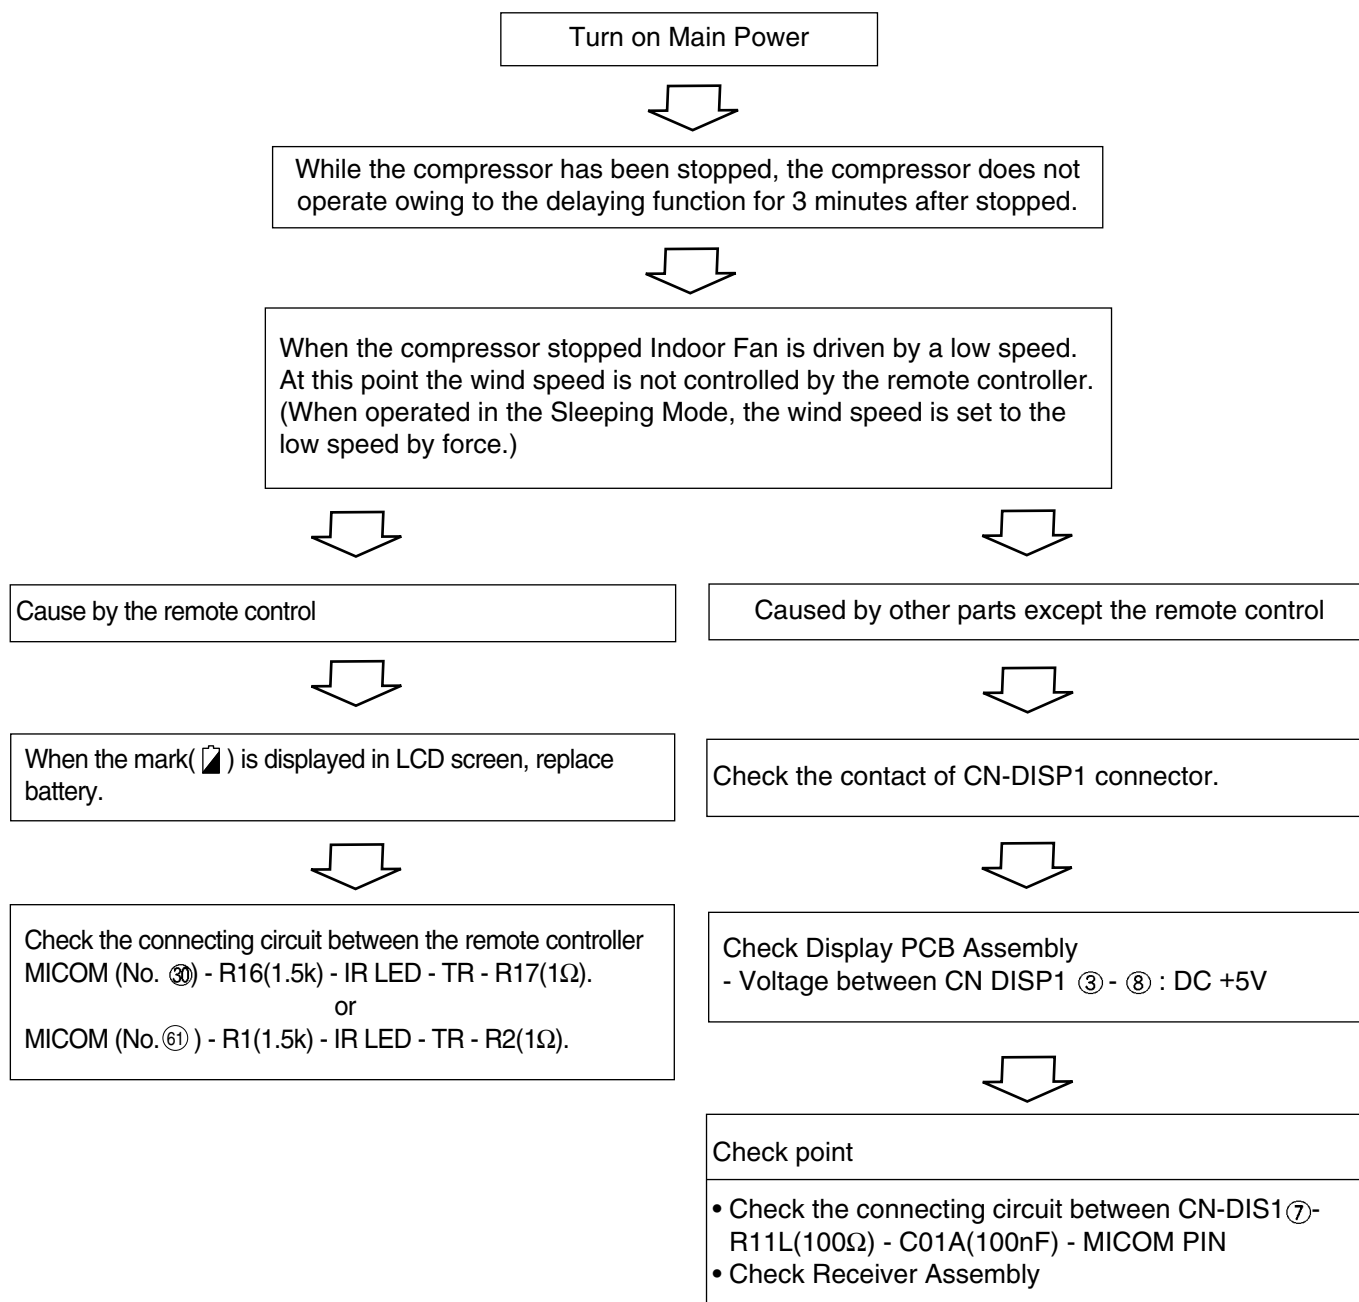 Turn on Main Power
While the compressor has been stopped, the compressor does not
operate owing to the delaying function for 3 minutes after stopped.
When the compressor stopped Indoor Fan is driven by a low speed.
At this point the wind speed is not controlled by the remote controller.
(When operated in the Sleeping Mode, the wind speed is set to the
low speed by force.)
Cause by the remote control
When the mark( ) is displayed in LCD screen, replace
battery.
Check the connecting circuit between the remote controller
MICOM (No. ㉚) - R16(1.5k) - IR LED - TR - R17(1Ω).
or
MICOM (No.61) - R1(1.5k) - IR LED - TR - R2(1Ω).
Caused by other parts except the remote control
Check the contact of CN-DISP1 connector.
Check Display PCB Assembly
- Voltage between CN DISP1 ③ - ⑧ : DC +5V
Check point
• Check the connecting circuit between CN-DIS1⑦-
R11L(100Ω) - C01A(100nF) - MICOM PIN
• Check Receiver Assembly